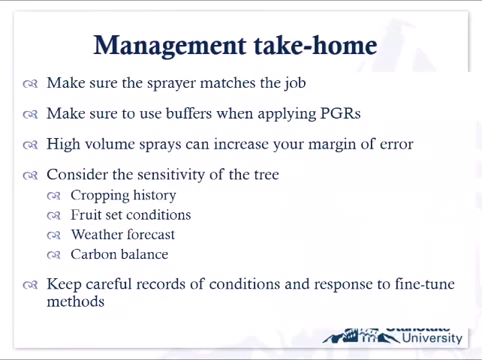 Management take-home
Make sure the sprayer matches the job
Make sure to use buffers when applying PGRs
High volume sprays can increase your margin of error
Consider the sensitivity of the tree
Cropping history
Fruit set conditions
Weather forecast
Carbon balance
Keep careful records of conditions and response to fine-tune
methods
University